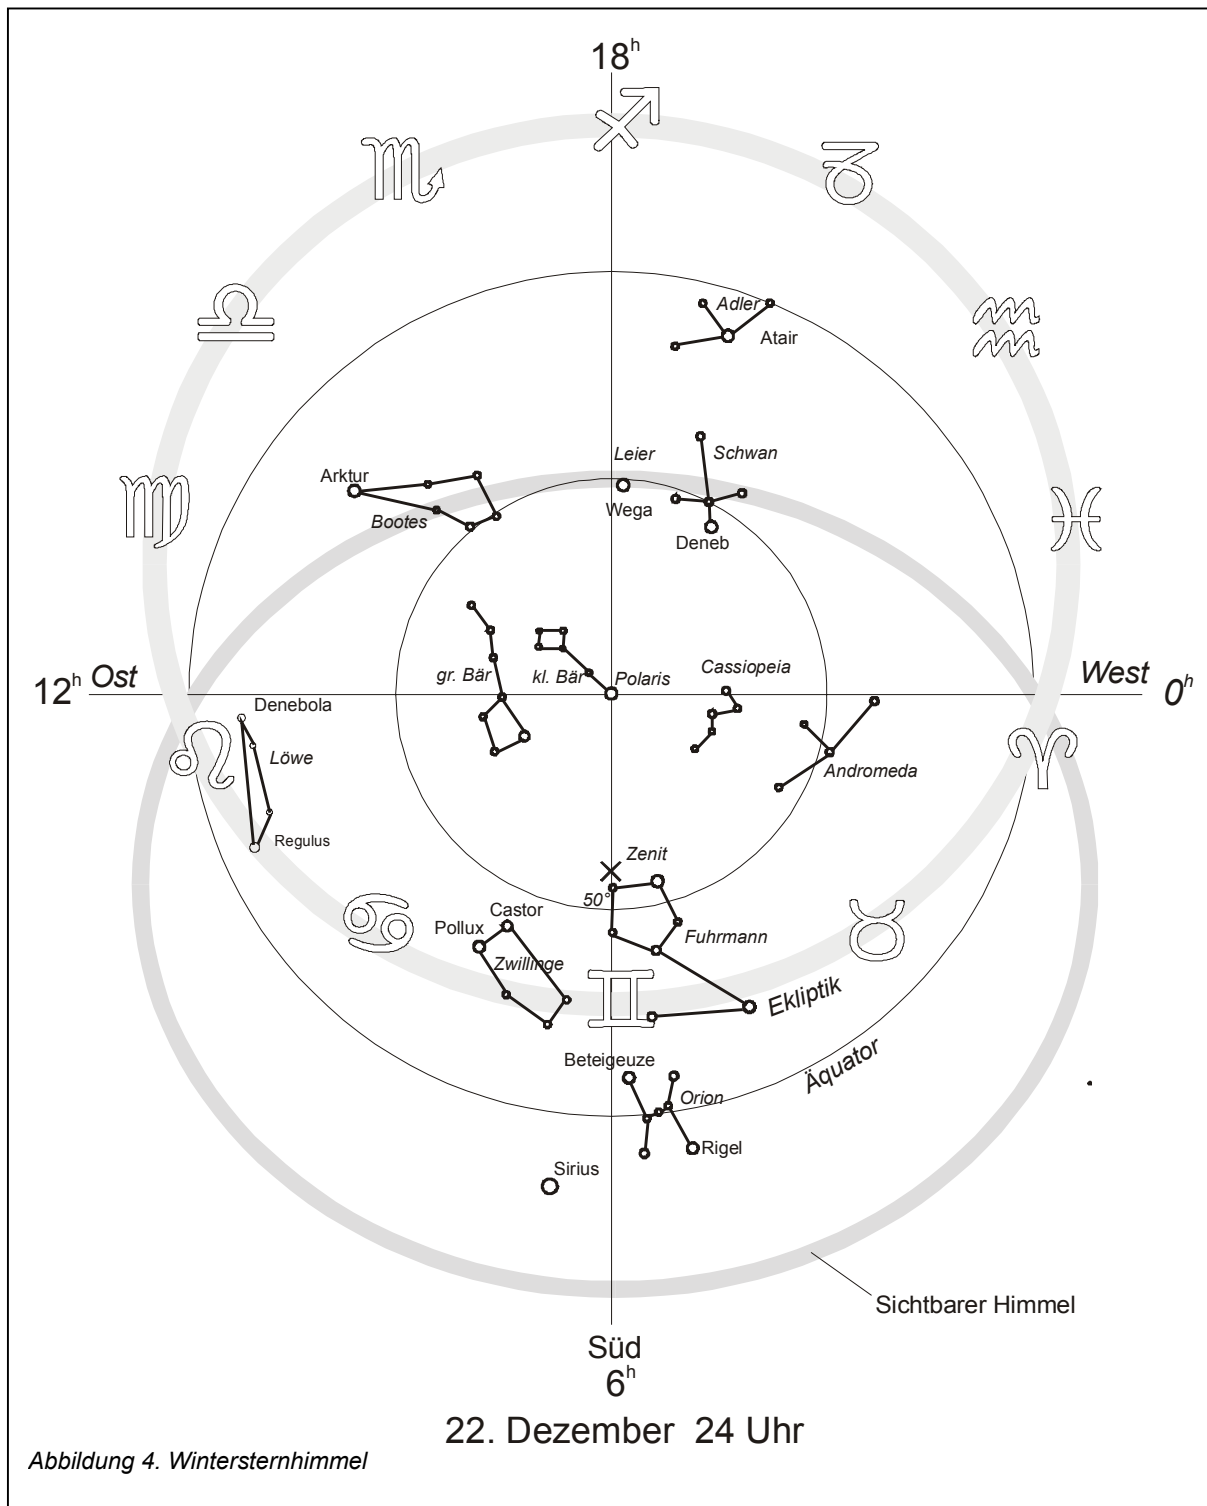 18h
Adler
Atair
Leier
Schwan
Arktur
Bootes
Wega
Deneb
12h Ost
gr. Bär
kl. Bär
Polaris
Cassiopeia
West 0h
Denebola
Löwe
Andromeda
Regulus
Zenit
50°
Castor
Pollux
Zwillinge
Fuhrmann
Ekliptik
Äquator
Beteigeuze
Orion
Rigel
Sirius
Sichtbarer Himmel
Süd
6h
22. Dezember 24 Uhr
Abbildung 4. Wintersternhimmel